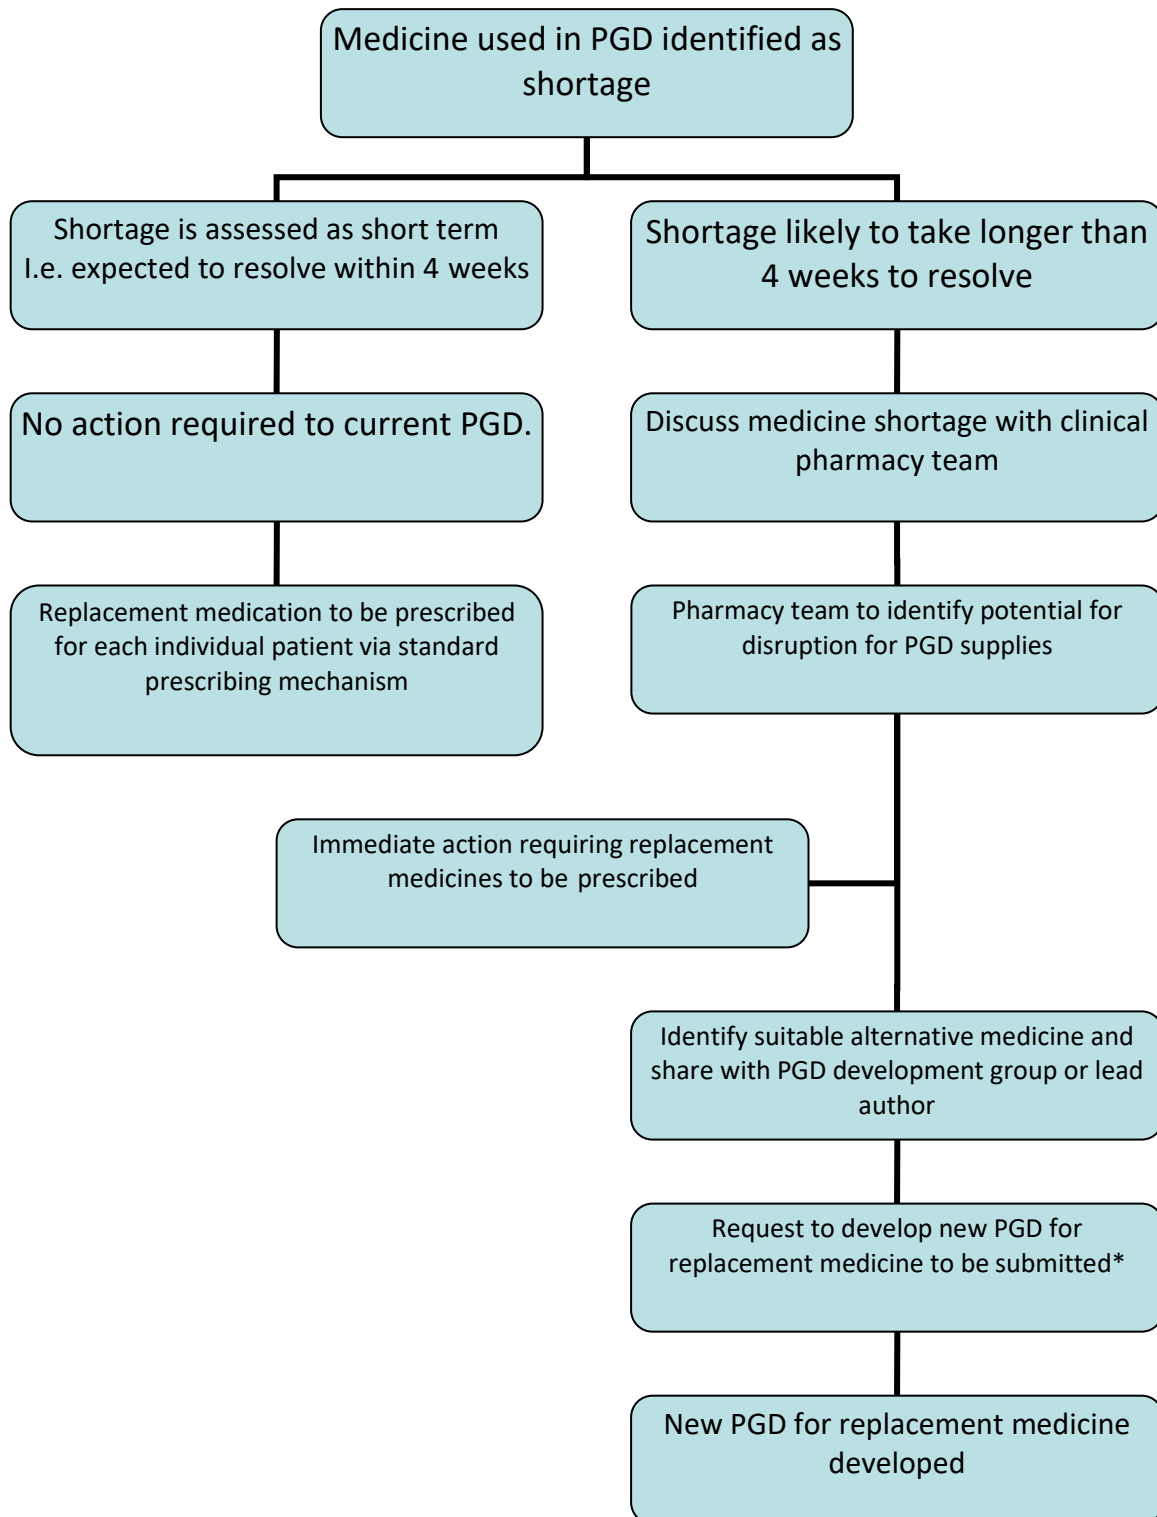 Medicine used in PGD identified as
shortage
Shortage is assessed as short term
I.e. expected to resolve within 4 weeks
Shortage likely to take longer than
4 weeks to resolve
No action required to current PGD.
Discuss medicine shortage with clinical
pharmacy team
Replacement medication to be prescribed
for each individual patient via standard
prescribing mechanism
Pharmacy team to identify potential for
disruption for PGD supplies
Immediate action requiring replacement
medicines to be prescribed
Identify suitable alternative medicine and
share with PGD development group or lead
author
Request to develop new PGD for
replacement medicine to be submitted*
New PGD for replacement medicine
developed